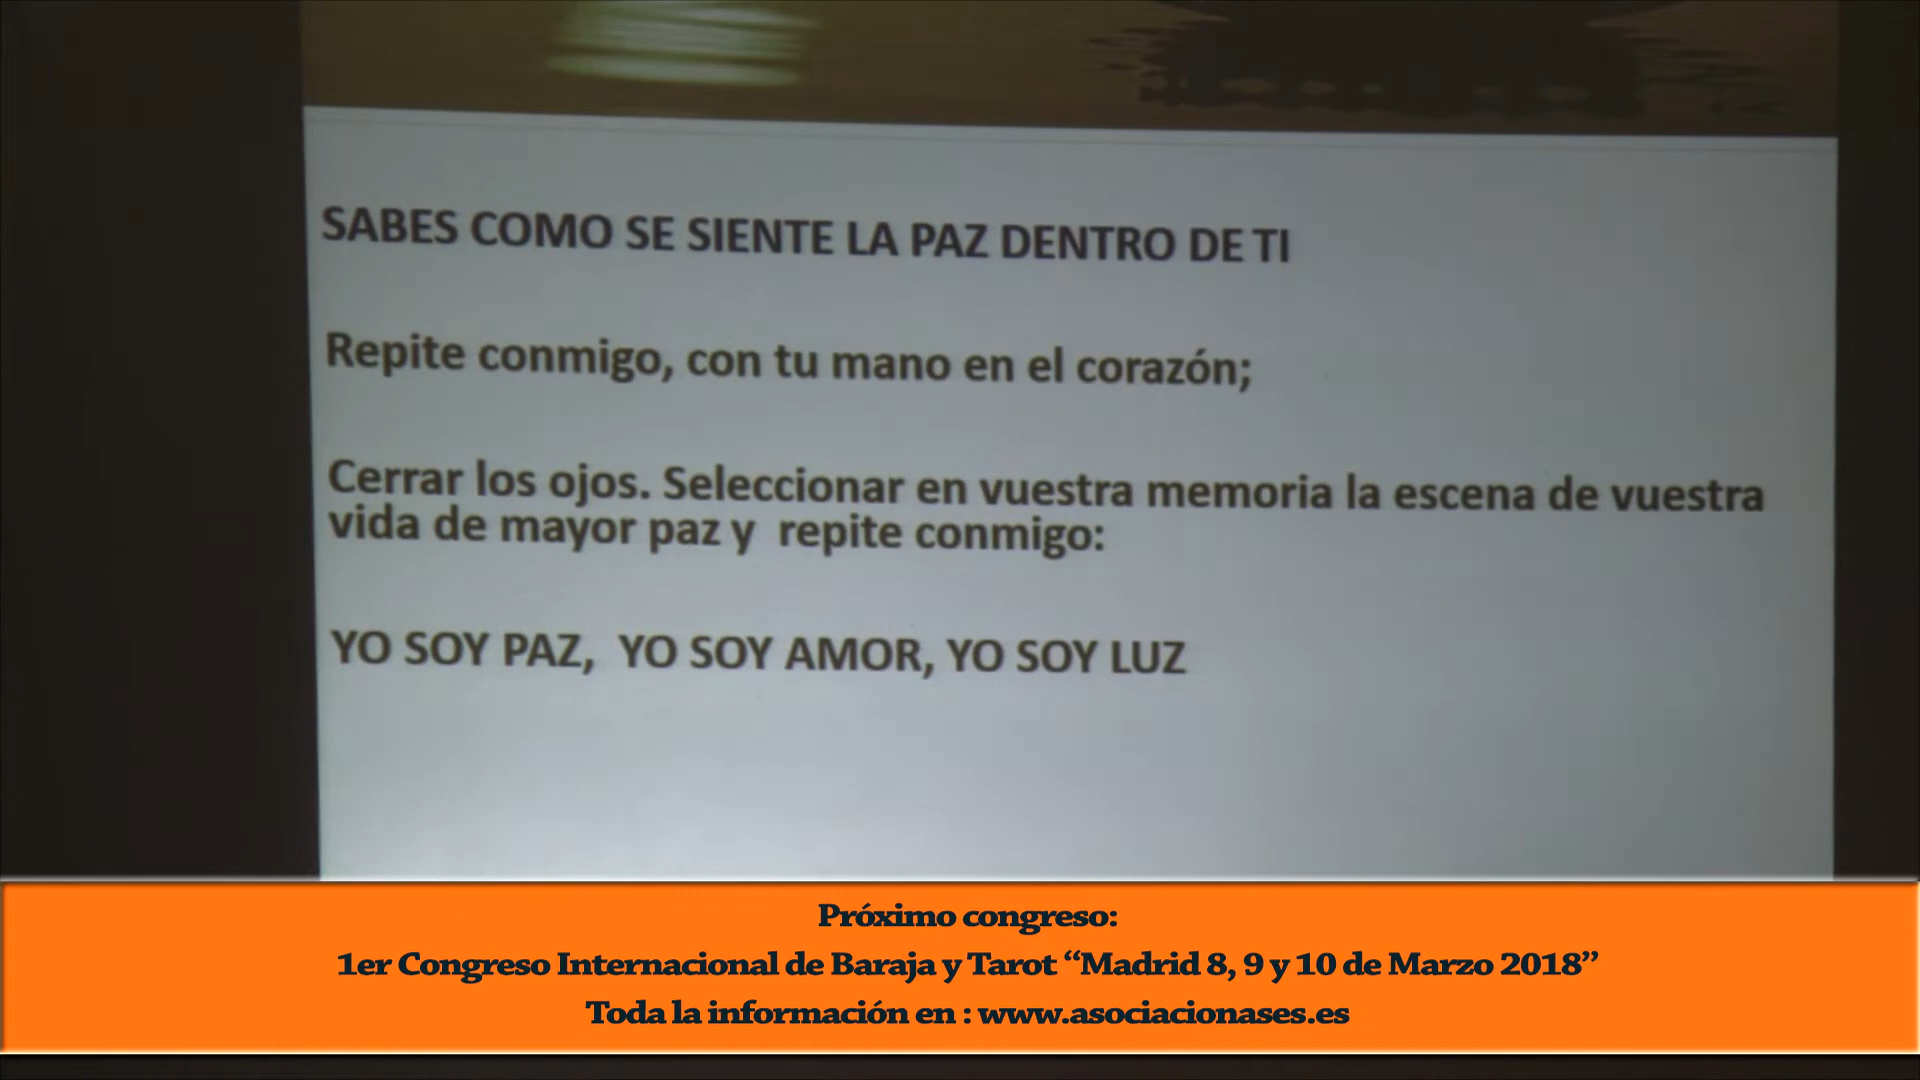 SABES COMO SE SIENTE LA PAZ DENTRO DE TI
Repite conmigo, con tu mano en el corazón;
Cerrar los ojos. Seleccionar en vuestra memoria la escena de vuestra
vida de mayor paz y repite conmigo:
YO SOY PAZ, YO SOY AMOR, YO SOY LUZ
Próximo congreso:
1er Congreso Internacional de Baraja y Tarot “Madrid 8, 9 y 10 de Marzo 2018”
Toda la información en : www.asociacionases.es